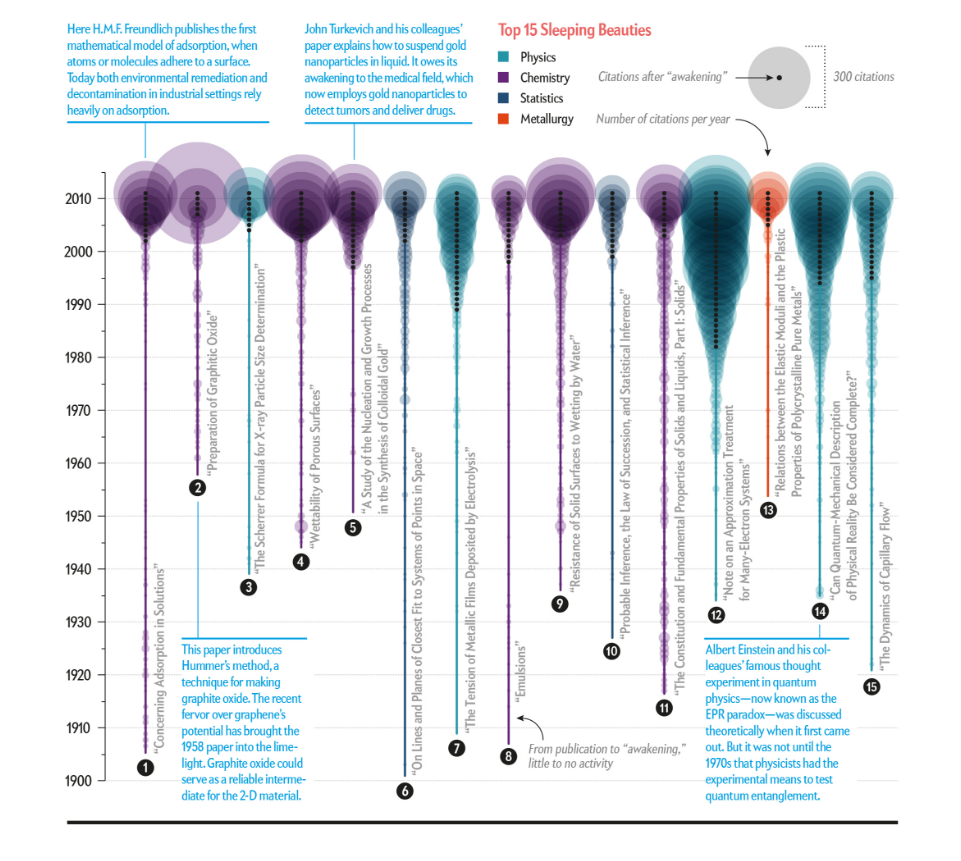 Here H.M.F. Freundlich publishes the first
mathematical model of adsorption, when
atoms or molecules adhere to a surface.
Today both environmental remediation and
decontamination in industrial settings rely
heavily on adsorption.
John Turkevich and his colleagues'
paper explains how to suspend gold
nanoparticles in liquid. It owes its
awakening to the medical field, which
now employs gold nanoparticles to
detect tumors and deliver drugs.
Top 15 Sleeping Beauties
Physics
Chemistry
Statistics
Metallurgy
Citations after “awakening”
300 citations
Number of citations per year
2010
2000
1990
1980
1970
1960
1950
1940
1930
1920
1910
1900
1
“Concerning Adsorption in Solutions”
2
“Preparation of Graphitic Oxide”
3
“The Scherrer Formula for X-ray Particle Size Determination”
4
“Wettability of Porous Surfaces”
5
“A Study of the Nucleation and Growth Processes
in the Synthesis of Colloidal Gold”
6
“On Lines and Planes of Closest Fit to Systems of Points in Space”
7
“The Tension of Metallic Films Deposited by Electrolysis”
8
“Emulsions”
9
“Resistance of Solid Surfaces to Wetting by Water”
10
“Probable Inference, the Law of Succession, and Statistical Inference”
11
“The Constitution and Fundamental Properties of Solids and Liquids, Part I: Solids”
12
“Note on an Approximation Treatment
for Many-Electron Systems”
13
“Relations between the Elastic Moduli and the Plastic
Properties of Polycrystalline Pure Metals”
14
“Can Quantum-Mechanical Description
of Physical Reality Be Considered Complete?”
15
“The Dynamics of Capillary Flow”
This paper introduces
Hummer's method, a
technique for making
graphite oxide. The recent
fervor over graphene's
potential has brought the
1958 paper into the lime-
light. Graphite oxide could
serve as a reliable interme-
diate for the 2-D material.
From publication to “awakening,”
little to no activity
Albert Einstein and his col-
leagues' famous thought
experiment in quantum
physics—now known as the
EPR paradox—was discussed
theoretically when it first came
out. But it was not until the
1970s that physicists had the
experimental means to test
quantum entanglement.